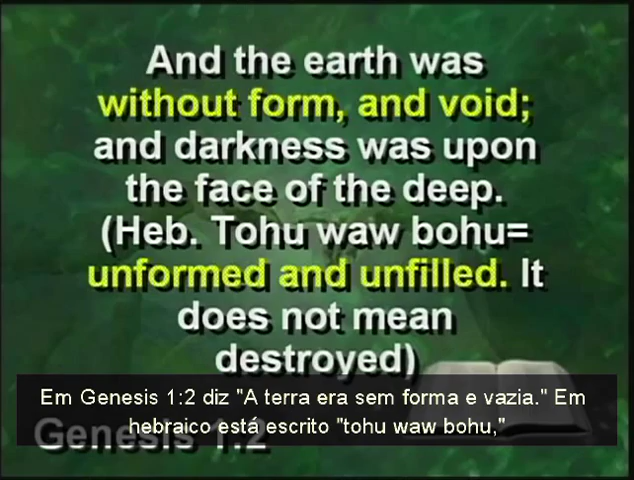 And the earth was
without form, and void;
and darkness was upon
the face of the deep.
(Heb. Tohu waw bohu=
unformed and unfilled. It
does not mean
destroyed)
Em Genesis 1:2 diz "A terra era sem forma e vazia." Em
hebraico está escrito "tohu waw bohu,"
Genesis 1:2